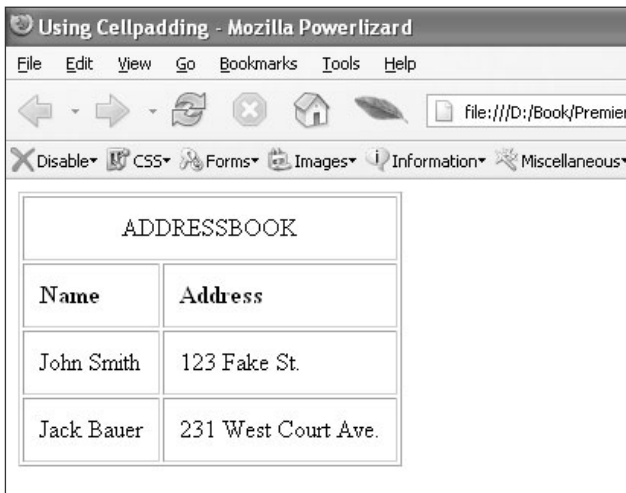 Using Cellpadding - Mozilla Powerlizard
File Edit View Go Bookmarks Tools Help
file:///D:/Book/Premier
Disable CSS Forms Images Information Miscellaneous
ADDRESSBOOK
Name Address
John Smith 123 Fake St.
Jack Bauer 231 West Court Ave.